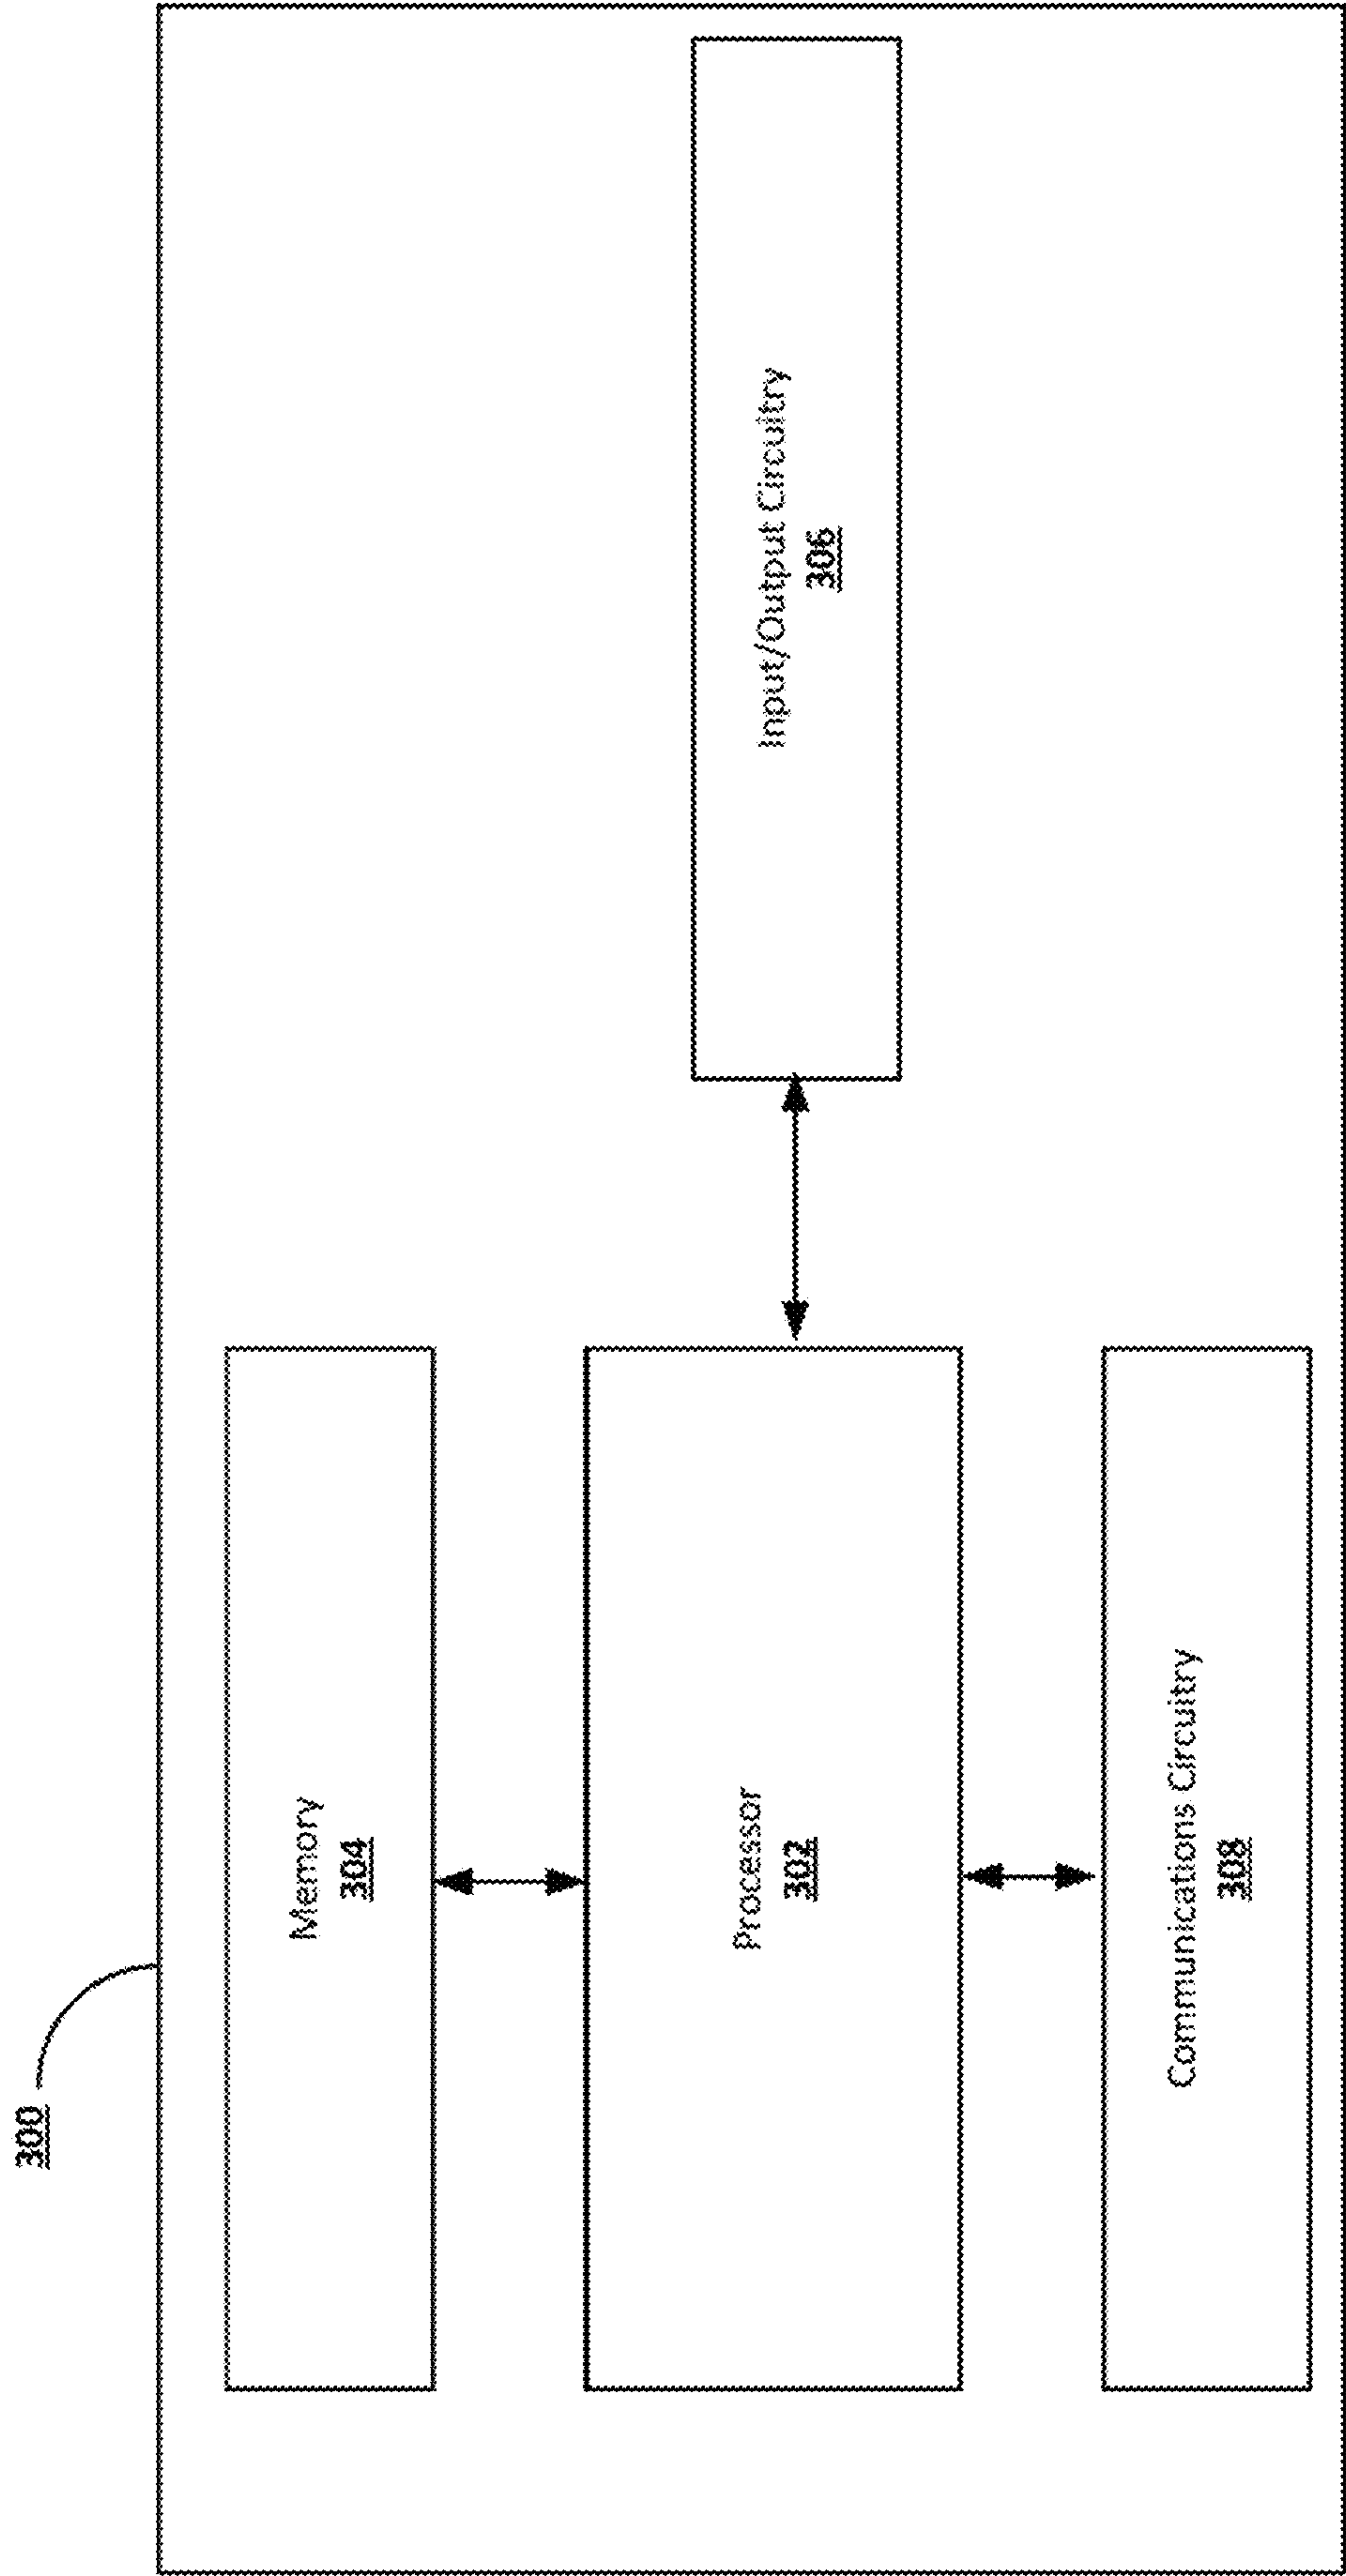 300
Memory
304
Processor
302
Input/Output Circuitry
306
Communications Circuitry
308